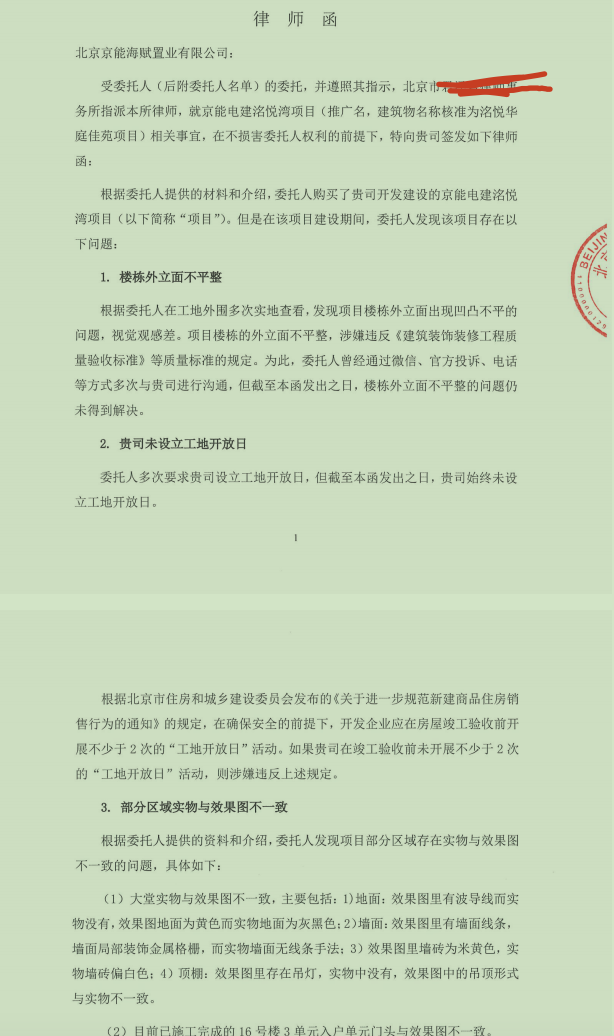 律 师 函
北京京能海赋置业有限公司：
受委托人（后附委托人名单）的委托，并遵照其指示，北京市
务所指派本所律师，就京能电建洺悦湾项目（推广名，建筑物名称核准为洺悦华
庭佳苑项目）相关事宜，在不损害委托人权利的前提下，特向贵司签发如下律师
函：
根据委托人提供的材料和介绍，委托人购买了贵司开发建设的京能电建洺悦
湾项目（以下简称“项目”）。但是在该项目建设期间，委托人发现该项目存在以
下问题：
1. 楼栋外立面不平整
根据委托人在工地外围多次实地查看，发现项目楼栋外立面出现凹凸不平的
问题，视觉观感差。项目楼栋的外立面不平整，涉嫌违反《建筑装饰装修工程质
量验收标准》等质量标准的规定。为此，委托人曾经通过微信、官方投诉、电话
等方式多次与贵司进行沟通，但截至本函发出之日，楼栋外立面不平整的问题仍
未得到解决。
2. 贵司未设立工地开放日
委托人多次要求贵司设立工地开放日，但截至本函发出之日，贵司始终未设
立工地开放日。
BEIJIN
北
1
根据北京市住房和城乡建设委员会发布的《关于进一步规范新建商品住房销
售行为的通知》的规定，在确保安全的前提下，开发企业应在房屋竣工验收前开
展不少于 2 次的“工地开放日”活动。如果贵司在竣工验收前未开展不少于 2 次
的“工地开放日”活动，则涉嫌违反上述规定。
3. 部分区域实物与效果图不一致
根据委托人提供的资料和介绍，委托人发现项目部分区域存在实物与效果图
不一致的问题，具体如下：
（1）大堂实物与效果图不一致，主要包括：1)地面：效果图里有波导线而实
物没有，效果图地面为黄色而实物地面为灰黑色；2)墙面：效果图里有墙面线条，
墙面局部装饰金属格栅，而实物墙面无线条手法；3）效果图里墙砖为米黄色，实
物墙砖偏白色；4）顶棚：效果图里存在吊灯，实物中没有，效果图中的吊顶形式
与实物不一致。
（2）目前已施工完成的 16 号楼 3 单元入户单元门头与效果图不一致。